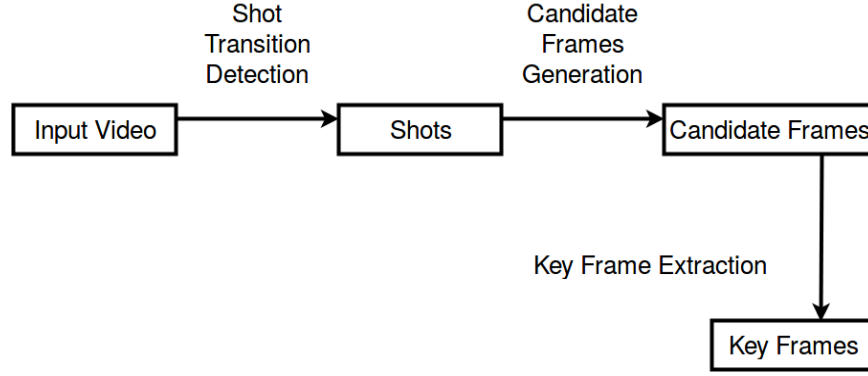 Shot
Transition
Detection
Candidate
Frames
Generation
Input Video
Shots
Candidate Frames
Key Frame Extraction
Key Frames